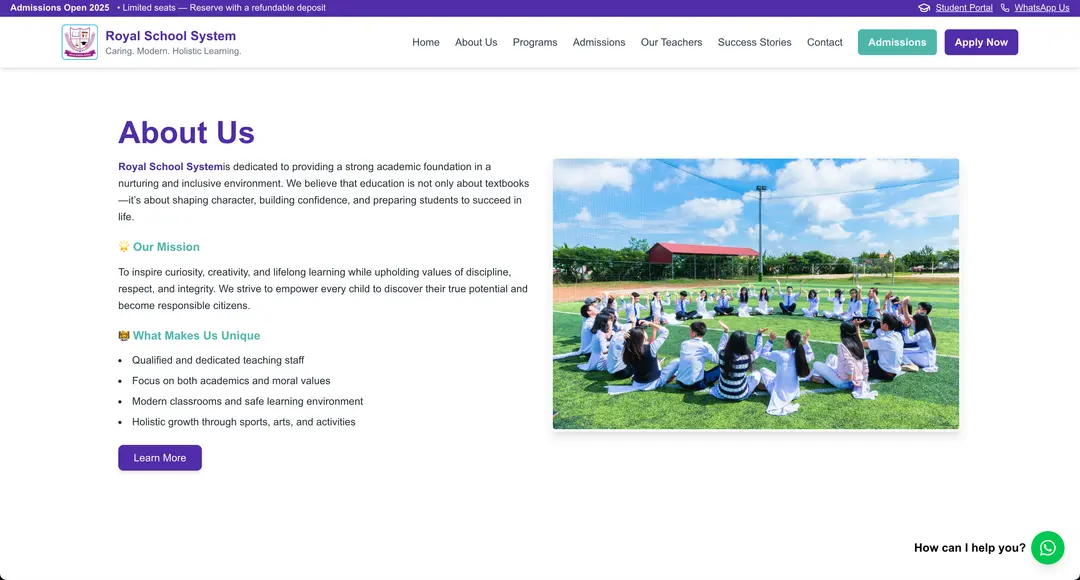 Admissions Open 2025 • Limited seats — Reserve with a refundable deposit
Student Portal WhatsApp Us
Royal School System
Caring. Modern. Holistic Learning.
Home About Us Programs Admissions Our Teachers Success Stories Contact Admissions Apply Now
About Us
Royal School Systemis dedicated to providing a strong academic foundation in a
nurturing and inclusive environment. We believe that education is not only about textbooks
—it’s about shaping character, building confidence, and preparing students to succeed in
life.
Our Mission
To inspire curiosity, creativity, and lifelong learning while upholding values of discipline,
respect, and integrity. We strive to empower every child to discover their true potential and
become responsible citizens.
What Makes Us Unique
• Qualified and dedicated teaching staff
• Focus on both academics and moral values
• Modern classrooms and safe learning environment
• Holistic growth through sports, arts, and activities
Learn More
How can I help you?